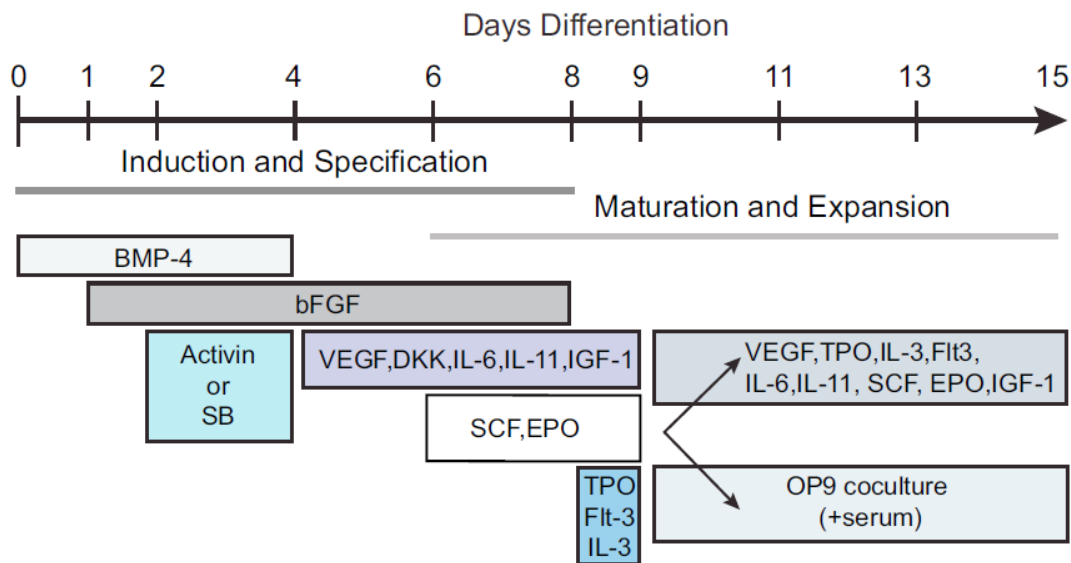 Days Differentiation
0 1 2 4 6 8 9 11 13 15
Induction and Specification
Maturation and Expansion
BMP-4
bFGF
Activin
or
SB
VEGF,DKK,IL-6,IL-11,IGF-1
VEGF,TPO,IL-3,Flt3,
IL-6,IL-11, SCF, EPO,IGF-1
SCF,EPO
TPO
Flt-3
IL-3
OP9 coculture
(+serum)